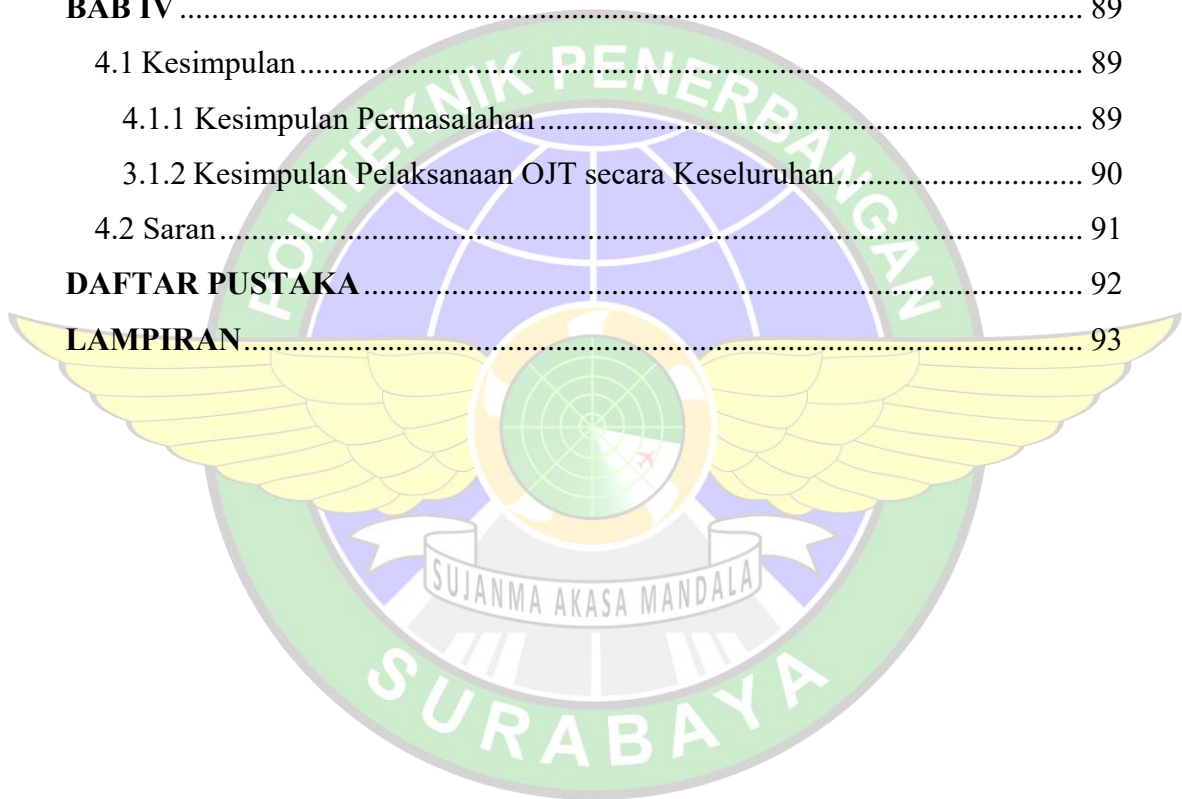 BAB IV ........ 89
4.1 Kesimpulan ........ 89
4.1.1 Kesimpulan Permasalahan ........ 89
3.1.2 Kesimpulan Pelaksanaan OJT secara Keseluruhan ........ 90
4.2 Saran ........ 91
DAFTAR PUSTAKA ........ 92
LAMPIRAN ........ 93
POLITEKNIK PENERBANGAN
SUJANMA AKASA MANDALA
SURABAYA